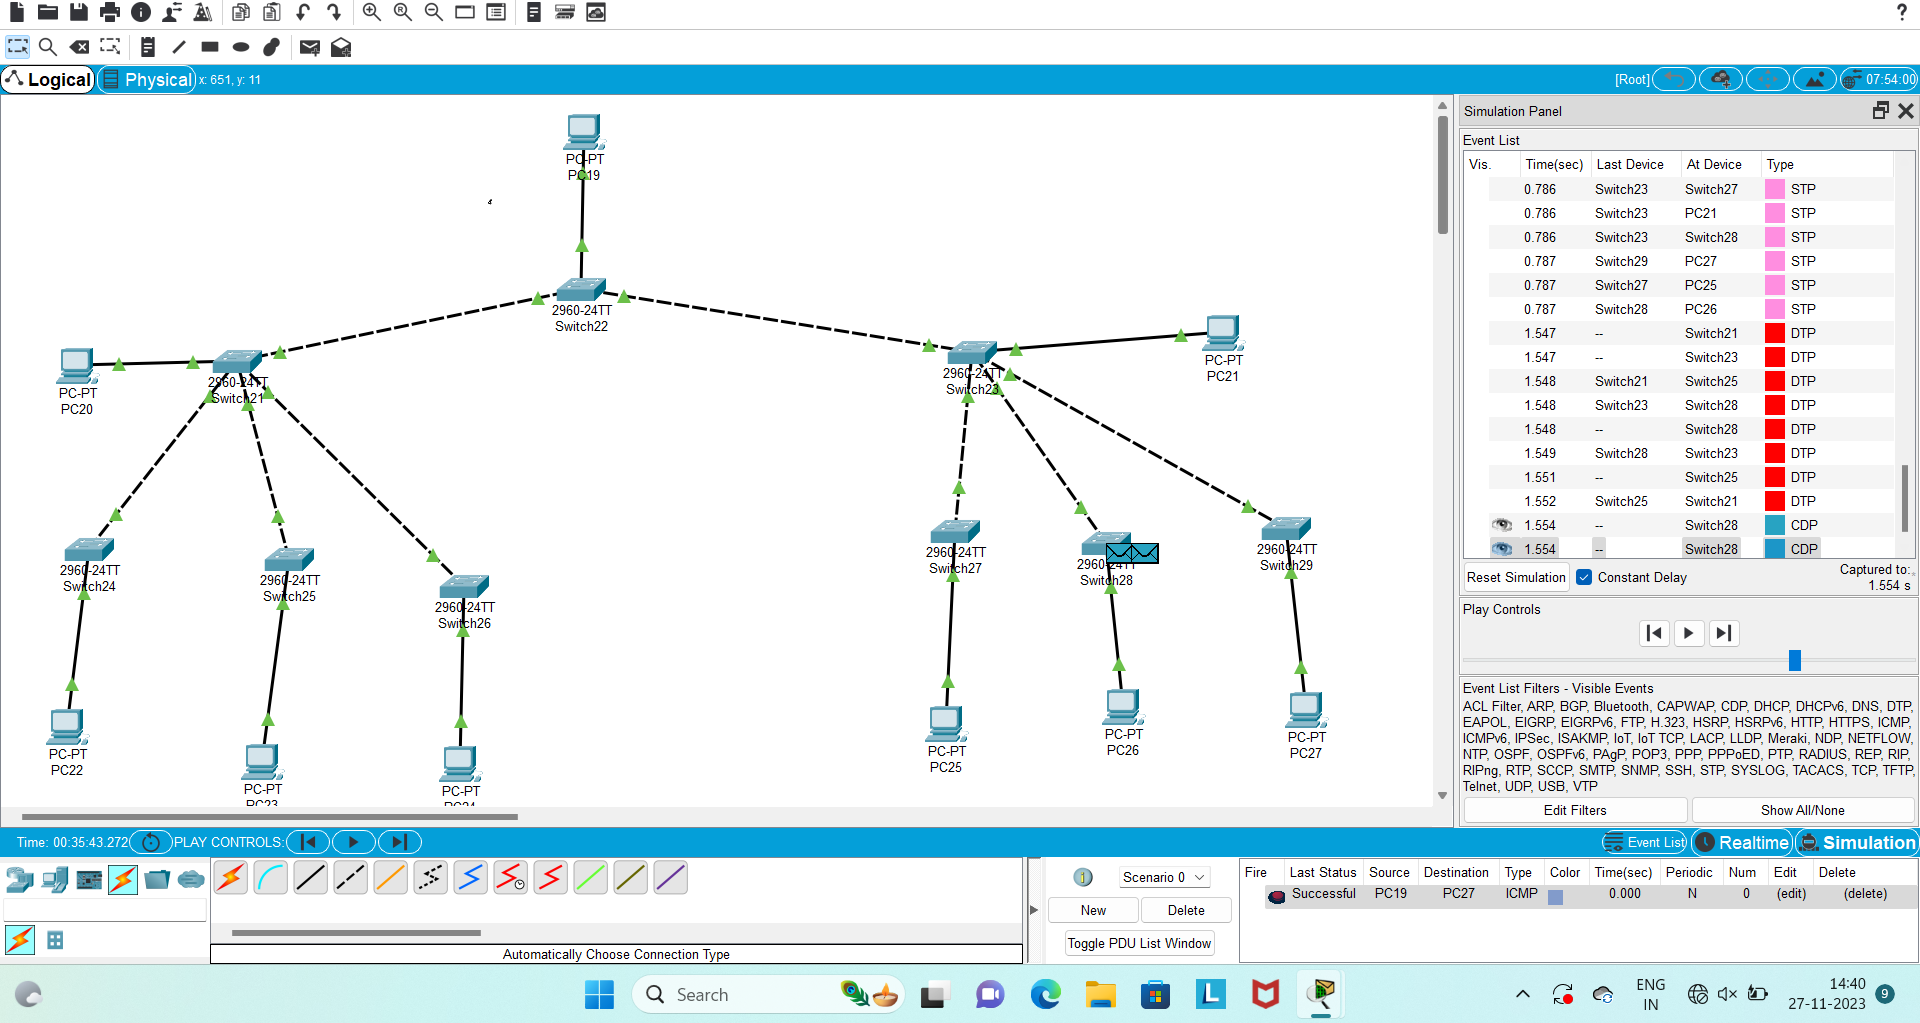 ?
Logical Physical x: 651, y: 11
[Root] 07:54:00
PC-PT
PC19
2960-24TT
Switch22
PC-PT
PC20
2960-24TT
Switch21
2960-24TT
Switch23
PC-PT
PC21
2960-24TT
Switch24
2960-24TT
Switch25
2960-24TT
Switch26
2960-24TT
Switch27
2960-24TT
Switch28
2960-24TT
Switch29
PC-PT
PC22
PC-PT
PC23
PC-PT
PC24
PC-PT
PC25
PC-PT
PC26
PC-PT
PC27
Simulation Panel
Event List
Vis. Time(sec) Last Device At Device Type
0.786 Switch23 Switch27 STP
0.786 Switch23 PC21 STP
0.786 Switch23 Switch28 STP
0.787 Switch29 PC27 STP
0.787 Switch27 PC25 STP
0.787 Switch28 PC26 STP
1.547 -- Switch21 DTP
1.547 -- Switch23 DTP
1.548 Switch21 Switch25 DTP
1.548 Switch23 Switch28 DTP
1.548 -- Switch28 DTP
1.549 Switch28 Switch23 DTP
1.551 -- Switch25 DTP
1.552 Switch25 Switch21 DTP
1.554 -- Switch28 CDP
1.554 -- Switch28 CDP
Reset Simulation Constant Delay Captured to:
1.554 s
Play Controls
Event List Filters - Visible Events
ACL Filter, ARP, BGP, Bluetooth, CAPWAP, CDP, DHCP, DHCPv6, DNS, DTP,
EAPOL, EIGRP, EIGRPv6, FTP, H.323, HSRP, HSRPv6, HTTP, HTTPS, ICMP,
ICMPv6, IPSec, ISAKMP, IoT, IoT TCP, LACP, LLDP, Meraki, NDP, NETFLOW,
NTP, OSPF, OSPFv6, PAgP, POP3, PPP, PPPoED, PTP, RADIUS, REP, RIP,
RIPng, RTP, SCCP, SMTP, SNMP, SSH, STP, SYSLOG, TACACS, TCP, TFTP,
Telnet, UDP, USB, VTP
Edit Filters Show All/None
Time: 00:35:43.272 PLAY CONTROLS: Event List Realtime Simulation
Scenario 0
New Delete
Toggle PDU List Window
Automatically Choose Connection Type
Fire Last Status Source Destination Type Color Time(sec) Periodic Num Edit Delete
Successful PC19 PC27 ICMP 0.000 N 0 (edit) (delete)
Search
ENG
IN
14:40
27-11-2023
9